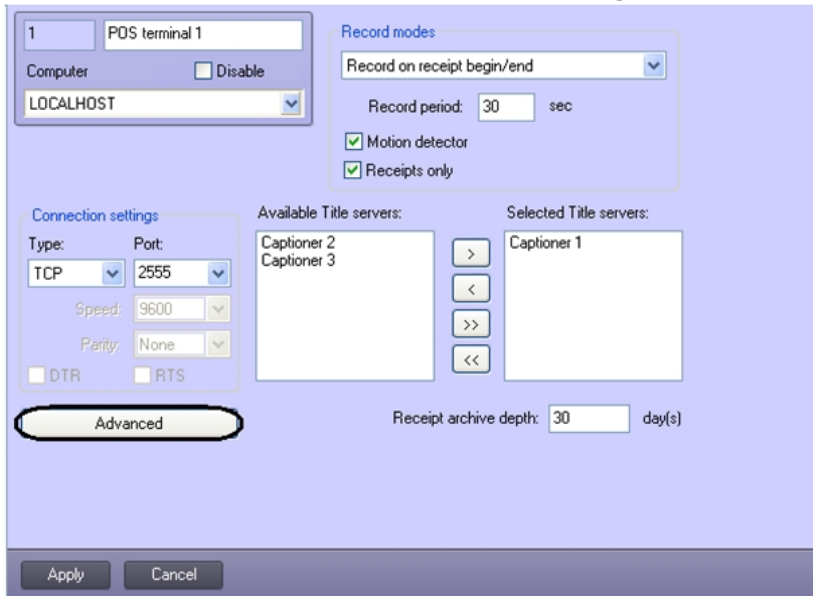 1 POS terminal 1
Computer Disable
LOCALHOST
Record modes
Record on receipt begin/end
Record period: 30 sec
Motion detector
Receipts only
Connection settings
Type: Port:
TCP 2555
Speed: 9600
Parity: None
DTR RTS
Available Title servers:
Captioner 2
Captioner 3
>
<
>>
<<
Selected Title servers:
Captioner 1
Advanced
Receipt archive depth: 30 day(s)
Apply Cancel